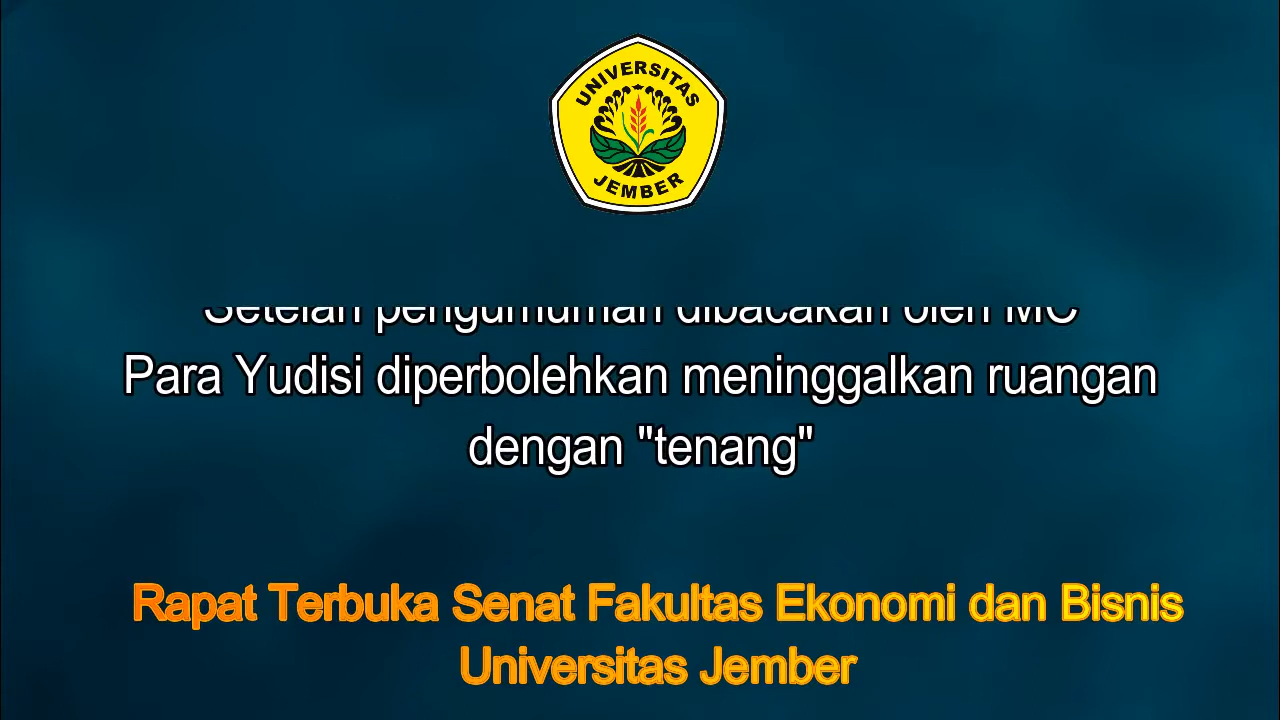 UNIVERSITAS
JEMBER
Setelah pengumuman dibacakan oleh MC
Para Yudisi diperbolehkan meninggalkan ruangan
dengan "tenang"
Rapat Terbuka Senat Fakultas Ekonomi dan Bisnis
Universitas Jember